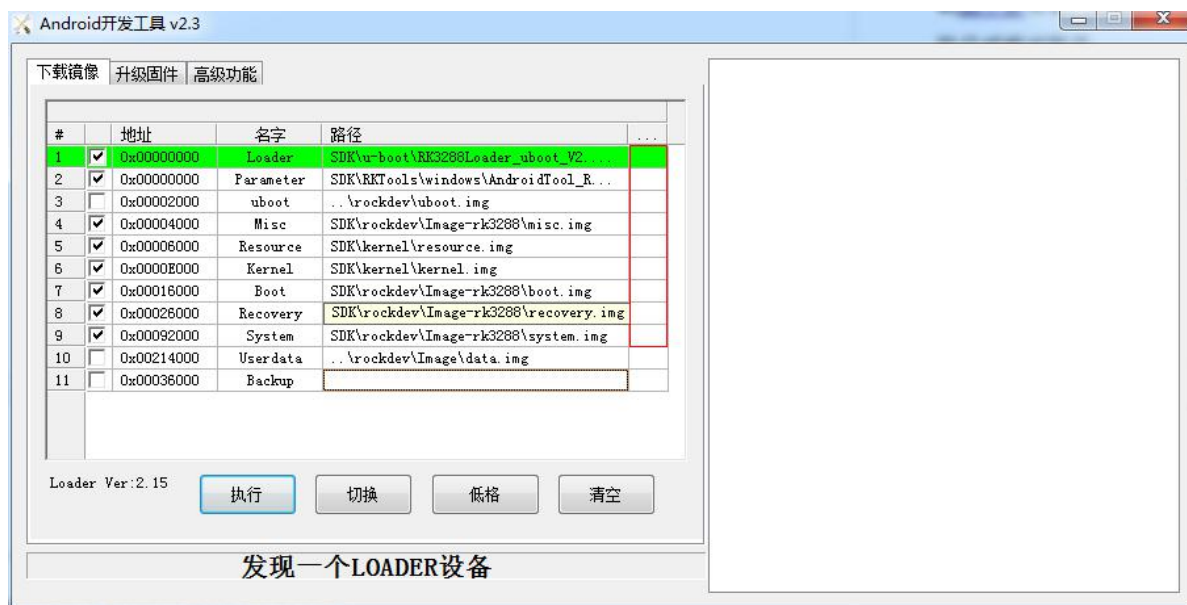 Android开发工具 v2.3
下载镜像 升级固件 高级功能
# 地址 名字 路径 ...
1 0x00000000 Loader SDK\u-boot\RK3288Loader_uboot_V2....
2 0x00000000 Parameter SDK\RKTools\windows\AndroidTool_R...
3 0x00002000 uboot ..\rockdev\uboot.img
4 0x00004000 Misc SDK\rockdev\Image-rk3288\misc.img
5 0x00006000 Resource SDK\kernel\resource.img
6 0x0000E000 Kernel SDK\kernel\kernel.img
7 0x00016000 Boot SDK\rockdev\Image-rk3288\boot.img
8 0x00026000 Recovery SDK\rockdev\Image-rk3288\recovery.img
9 0x00092000 System SDK\rockdev\Image-rk3288\system.img
10 0x00214000 Userdata ..\rockdev\Image\data.img
11 0x00036000 Backup
Loader Ver:2.15 执行 切换 低格 清空
发现一个LOADER设备